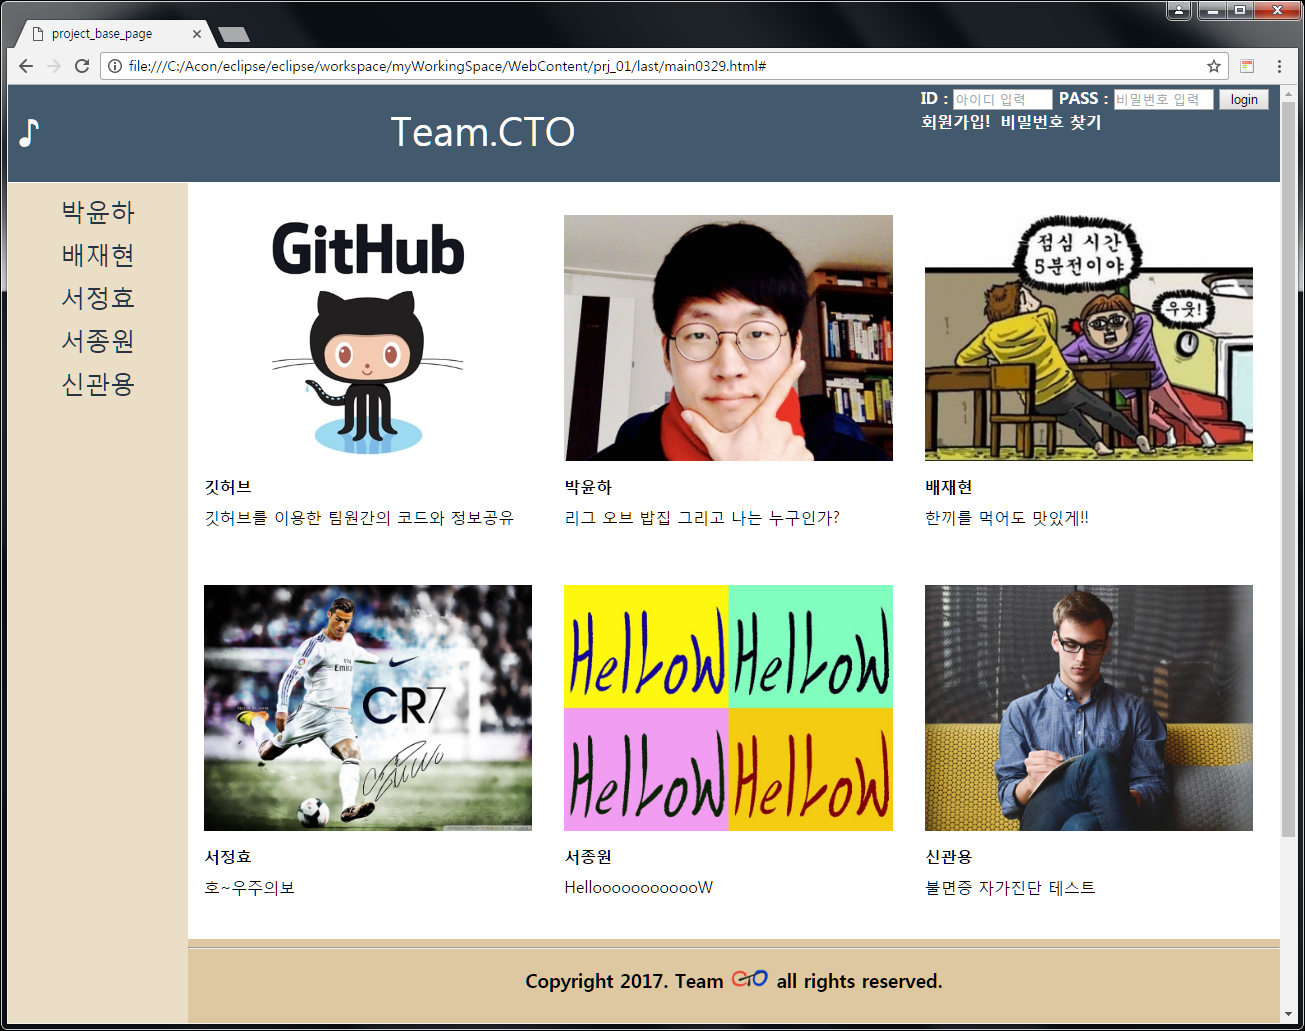 project_base_page
file:///C:/Acon/eclipse/eclipse/workspace/myWorkingSpace/WebContent/prj_01/last/main0329.html#
Team.CTO
ID : 아이디 입력 PASS : 비밀번호 입력 login
회원가입! 비밀번호 찾기
박윤하
배재현
서정효
서종원
신관용
GitHub
점심 시간
5분전이야
우웃!
깃허브
깃허브를 이용한 팀원간의 코드와 정보공유
박윤하
리그 오브 밥집 그리고 나는 누구인가?
배재현
한끼를 먹어도 맛있게!!
CR7
HelLoW HelLoW
HelLoW HelLoW
서정효
호~우주의보
서종원
HellooooooooooоW
신관용
불면증 자가진단 테스트
Copyright 2017. Team CTO all rights reserved.